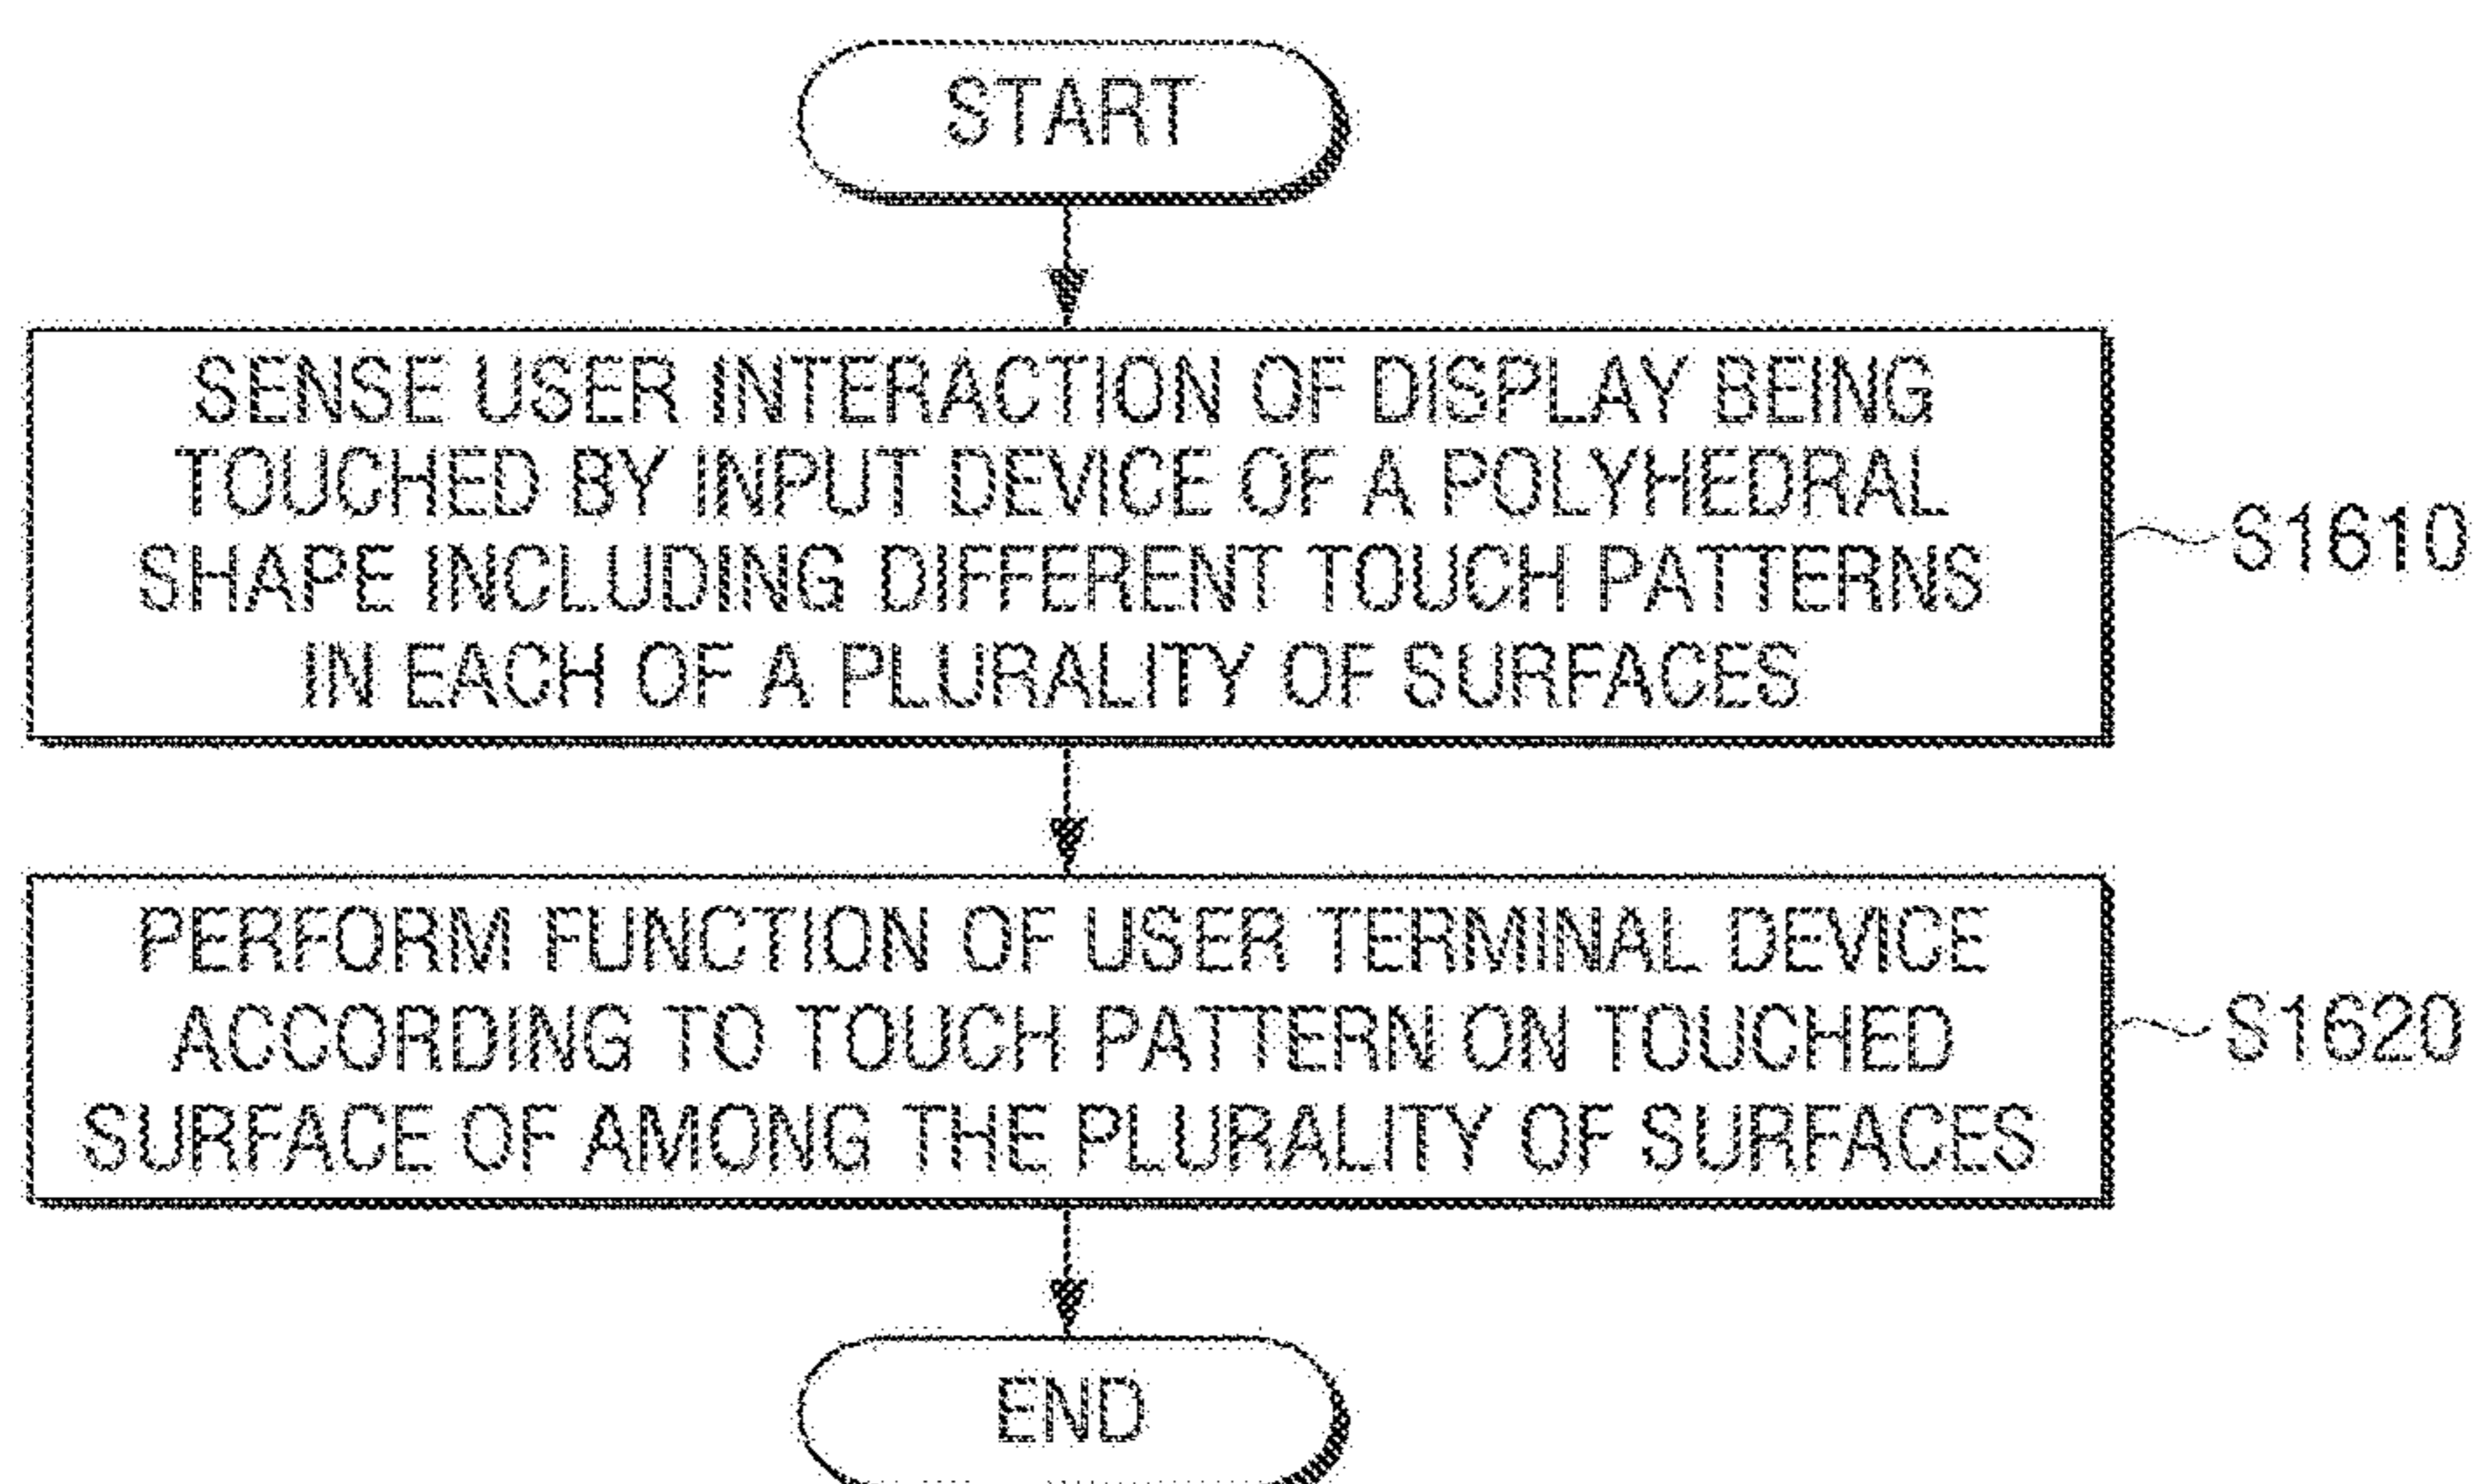 START
SENSE USER INTERACTION OF DISPLAY BEING
TOUCHED BY INPUT DEVICE OF A POLYHEDRAL
SHAPE INCLUDING DIFFERENT TOUCH PATTERNS
IN EACH OF A PLURALITY OF SURFACES
S1610
PERFORM FUNCTION OF USER TERMINAL DEVICE
ACCORDING TO TOUCH PATTERN ON TOUCHED
SURFACE OF AMONG THE PLURALITY OF SURFACES
S1620
END